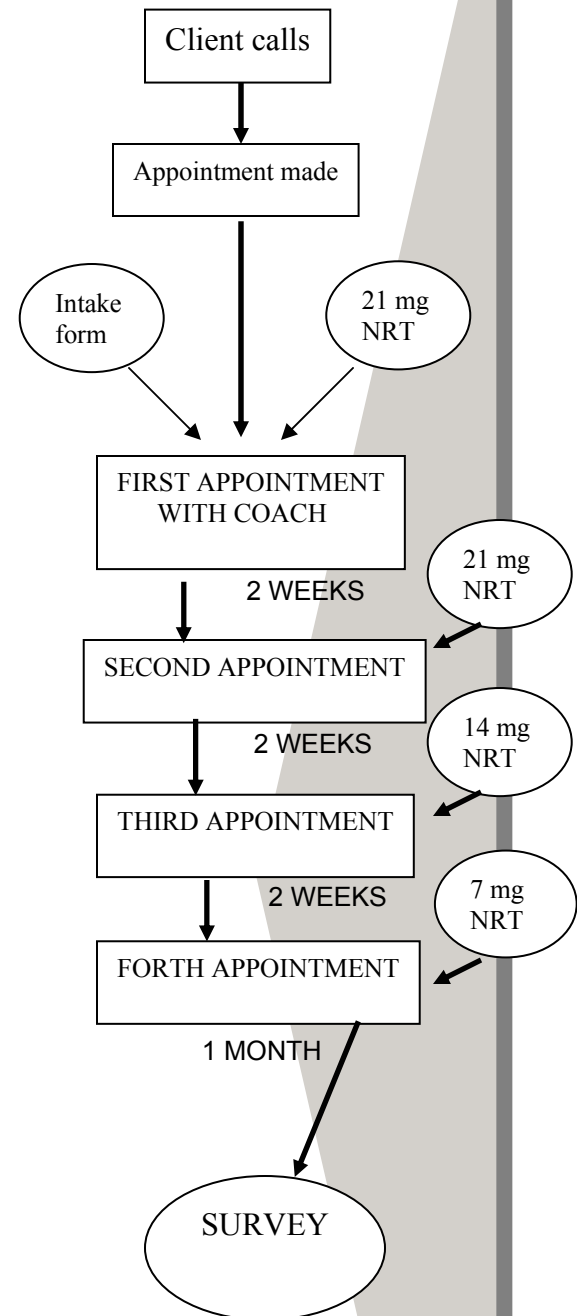 Client calls
Appointment made
Intake
form
21 mg
NRT
FIRST APPOINTMENT
WITH COACH
2 WEEKS
21 mg
NRT
SECOND APPOINTMENT
2 WEEKS
14 mg
NRT
THIRD APPOINTMENT
2 WEEKS
7 mg
NRT
FORTH APPOINTMENT
1 MONTH
SURVEY